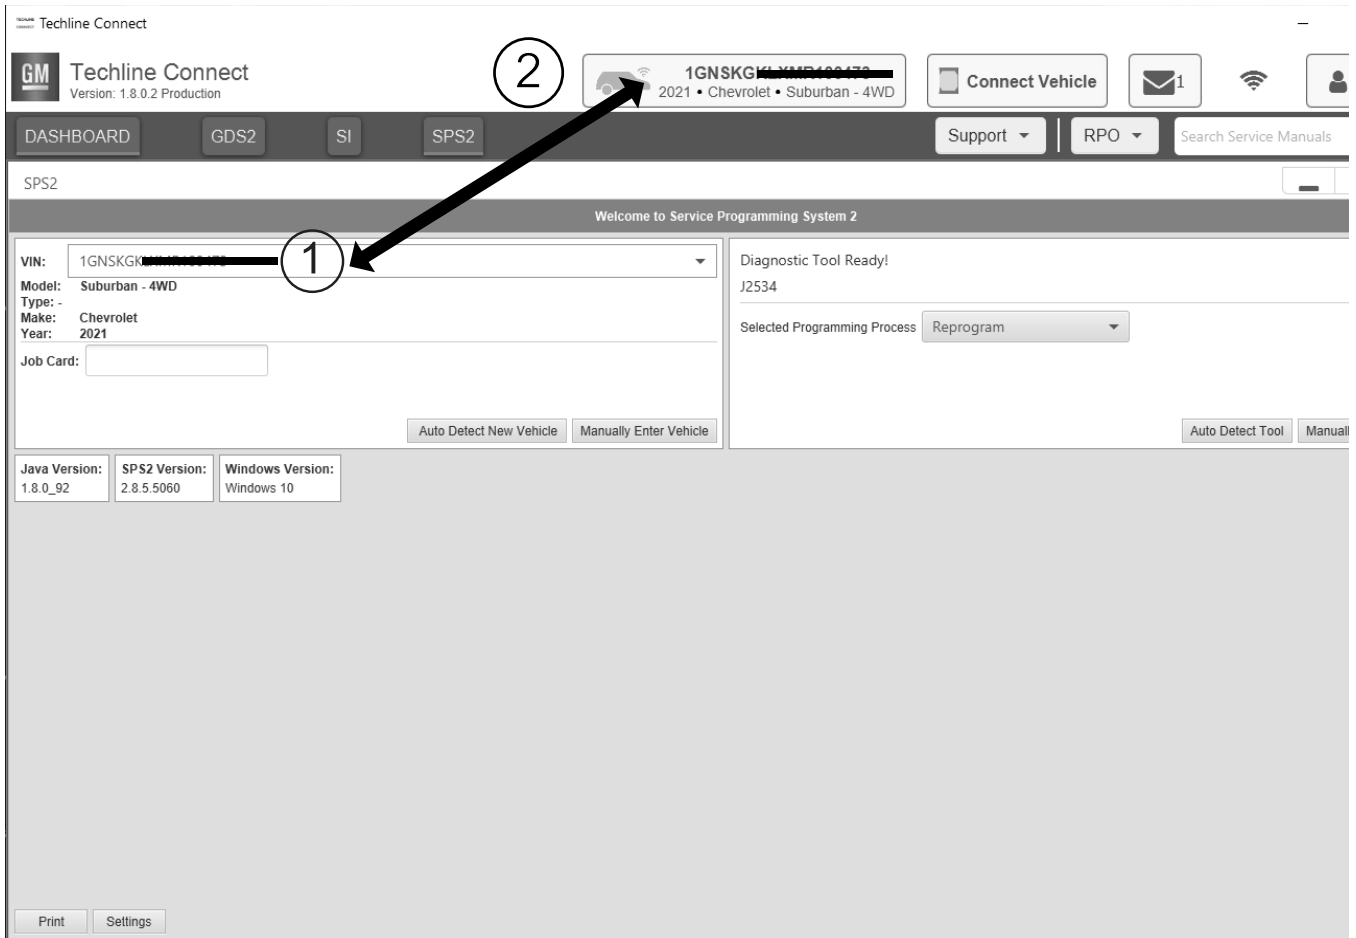 Techline Connect
GM
Techline Connect
Version: 1.8.0.2 Production
2
1GNSKGK
2021 • Chevrolet • Suburban - 4WD
Connect Vehicle
1
DASHBOARD
GDS2
SI
SPS2
Support
RPO
Search Service Manuals
SPS2
Welcome to Service Programming System 2
VIN:
1GNSKGK
1
Model: Suburban - 4WD
Type: -
Make: Chevrolet
Year: 2021
Job Card:
Auto Detect New Vehicle
Manually Enter Vehicle
Diagnostic Tool Ready!
J2534
Selected Programming Process
Reprogram
Auto Detect Tool
Manuall
Java Version:
1.8.0_92
SPS2 Version:
2.8.5.5060
Windows Version:
Windows 10
Print
Settings